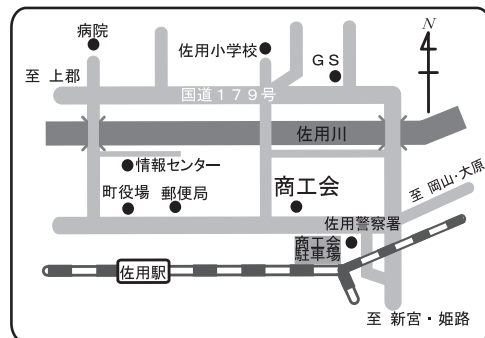 病院
N
佐用小学校
GS
至 上郡
国道179号
佐用川
情報センター
町役場
郵便局
商工会
至 岡山・大原
佐用警察署
商工会
駐車場
佐用駅
至 新宮・姫路